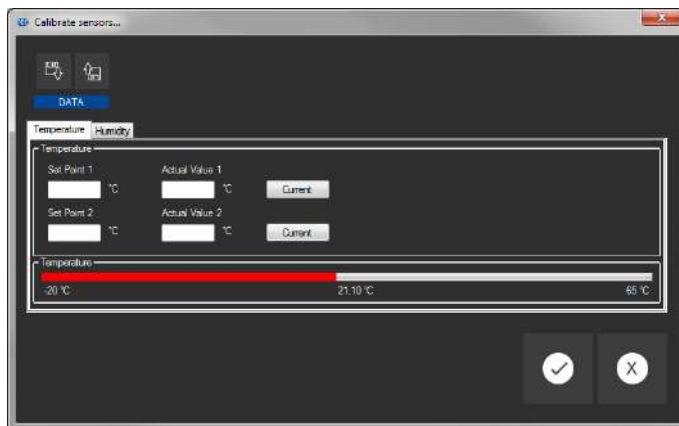 Calibrate sensors...
DATA
Temperature Humidity
Temperature
Set Point 1 Actual Value 1
°C °C Current
Set Point 2 Actual Value 2
°C °C Current
Temperature
-20 °C 21.10 °C 65 °C
X